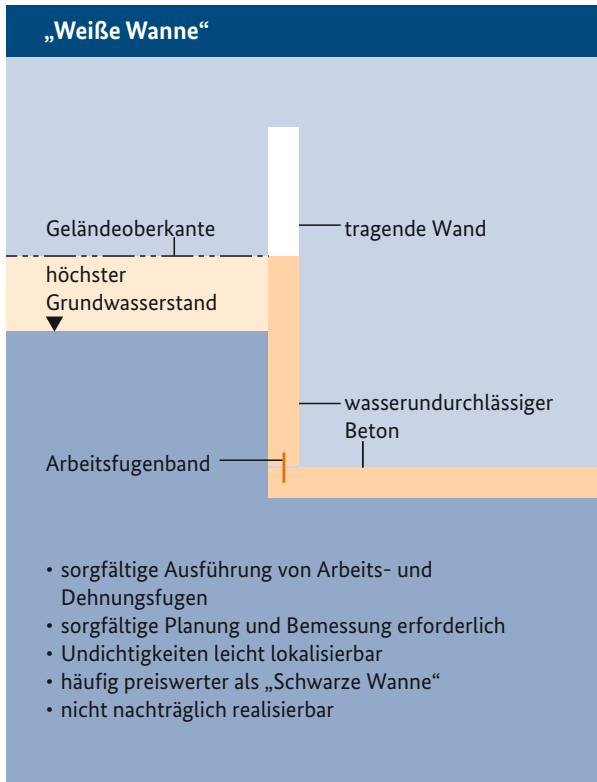 „Weiße Wanne“
Geländeoberkante
tragende Wand
höchster
Grundwasserstand
wasserundurchlässiger
Beton
Arbeitsfugenband
• sorgfältige Ausführung von Arbeits- und
Dehnungsfugen
• sorgfältige Planung und Bemessung erforderlich
• Undichtigkeiten leicht lokalisierbar
• häufig preiswerter als „Schwarze Wanne“
• nicht nachträglich realisierbar